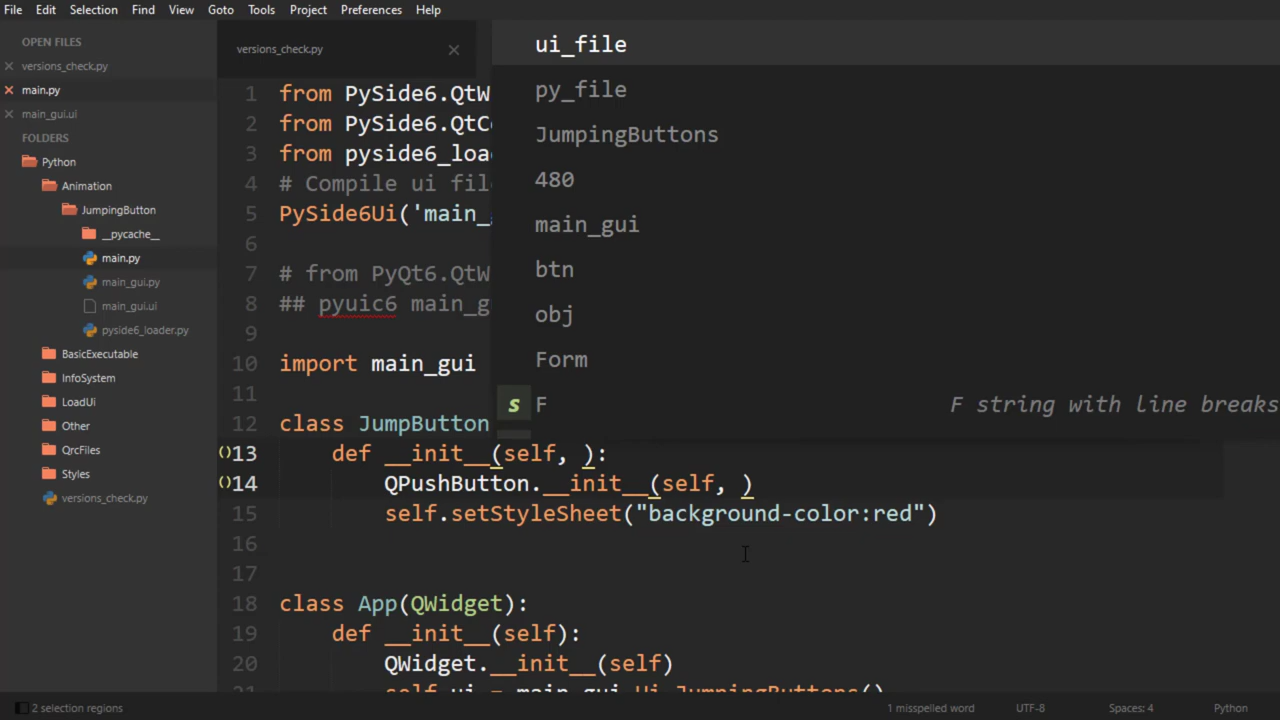 File Edit Selection Find View Goto Tools Project Preferences Help
OPEN FILES
versions_check.py
main.py
main_gui.ui
FOLDERS
Python
Animation
JumpingButton
__pycache__
main.py
main_gui.py
main_gui.ui
pyside6_loader.py
BasicExecutable
InfoSystem
LoadUi
Other
QrcFiles
Styles
versions_check.py
versions_check.py
1 from PySide6.QtW
2 from PySide6.QtCo
3 from pyside6_loa
4 # Compile ui fil
5 PySide6Ui('main_
6
7 # from PyQt6.QtW
8 ## pyuic6 main_g
9
10 import main_gui
11
12 class JumpButton
()13 def __init__(self, ):
()14 QPushButton.__init__(self, )
15 self.setStyleSheet("background-color:red")
16
17
18 class App(QWidget):
19 def __init__(self):
20 QWidget.__init__(self)
21 self.ui = main_gui.Ui_JumpingButtons()
ui_file
py_file
JumpingButtons
480
main_gui
btn
obj
Form
s F F string with line breaks
2 selection regions 1 misspelled word UTF-8 Spaces: 4 Python